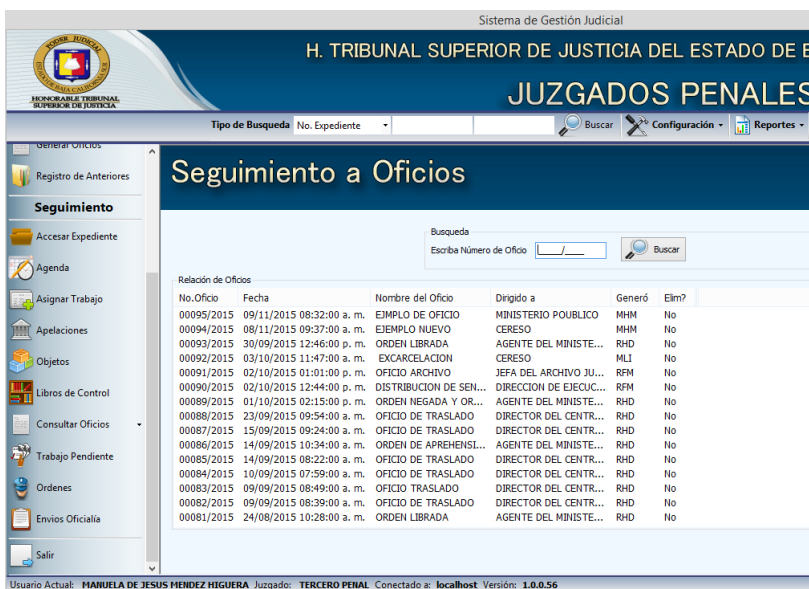 Sistema de Gestión Judicial
PODER JUDICIAL
HONORABLE TRIBUNAL
SUPERIOR DE JUSTICIA
H. TRIBUNAL SUPERIOR DE JUSTICIA DEL ESTADO DE
JUZGADOS PENALES
Tipo de Busqueda No. Expediente Buscar Configuración Reportes
Generar Oficios
Registro de Anteriores
Seguimiento
Accesar Expediente
Agenda
Asignar Trabajo
Apelaciones
Objetos
Libros de Control
Consultar Oficios
Trabajo Pendiente
Ordenes
Envios Oficialía
Salir
Seguimiento a Oficios
Busqueda
Escriba Número de Oficio ____/____ Buscar
Relación de Oficios
No.Oficio Fecha Nombre del Oficio Dirigido a Generó Elim?
00095/2015 09/11/2015 08:32:00 a. m. EJMPLO DE OFICIO MINISTERIO POUBLICO MHM No
00094/2015 08/11/2015 09:37:00 a. m. EJEMPLO NUEVO CERESO MHM No
00093/2015 30/09/2015 12:46:00 p. m. ORDEN LIBRADA AGENTE DEL MINISTE... RHD No
00092/2015 03/10/2015 11:47:00 a. m. EXCARCELACION CERESO MLI No
00091/2015 02/10/2015 01:01:00 p. m. OFICIO ARCHIVO JEFA DEL ARCHIVO JU... RFM No
00090/2015 02/10/2015 12:44:00 p. m. DISTRIBUCION DE SEN... DIRECCION DE EJECUC... RFM No
00089/2015 01/10/2015 02:15:00 p. m. ORDEN NEGADA Y OR... AGENTE DEL MINISTE... RHD No
00088/2015 23/09/2015 09:54:00 a. m. OFICIO DE TRASLADO DIRECTOR DEL CENTR... RHD No
00087/2015 15/09/2015 09:24:00 a. m. OFICIO DE TRASLADO DIRECTOR DEL CENTR... RHD No
00086/2015 14/09/2015 10:34:00 a. m. ORDEN DE APREHENSI... AGENTE DEL MINISTE... RHD No
00085/2015 14/09/2015 08:22:00 a. m. OFICIO DE TRASLADO DIRECTOR DEL CENTR... RHD No
00084/2015 10/09/2015 07:59:00 a. m. OFICIO DE TRASLADO DIRECTOR DEL CENTR... RHD No
00083/2015 09/09/2015 08:49:00 a. m. OFICIO TRASLADO DIRECTOR DEL CENTR... RHD No
00082/2015 09/09/2015 08:39:00 a. m. OFICIO DE TRASLADO DIRECTOR DEL CENTR... RHD No
00081/2015 24/08/2015 10:28:00 a. m. ORDEN LIBRADA AGENTE DEL MINISTE... RHD No
Usuario Actual: MANUELA DE JESUS MENDEZ HIGUERA Juzgado: TERCERO PENAL Conectado a: localhost Versión: 1.0.0.56